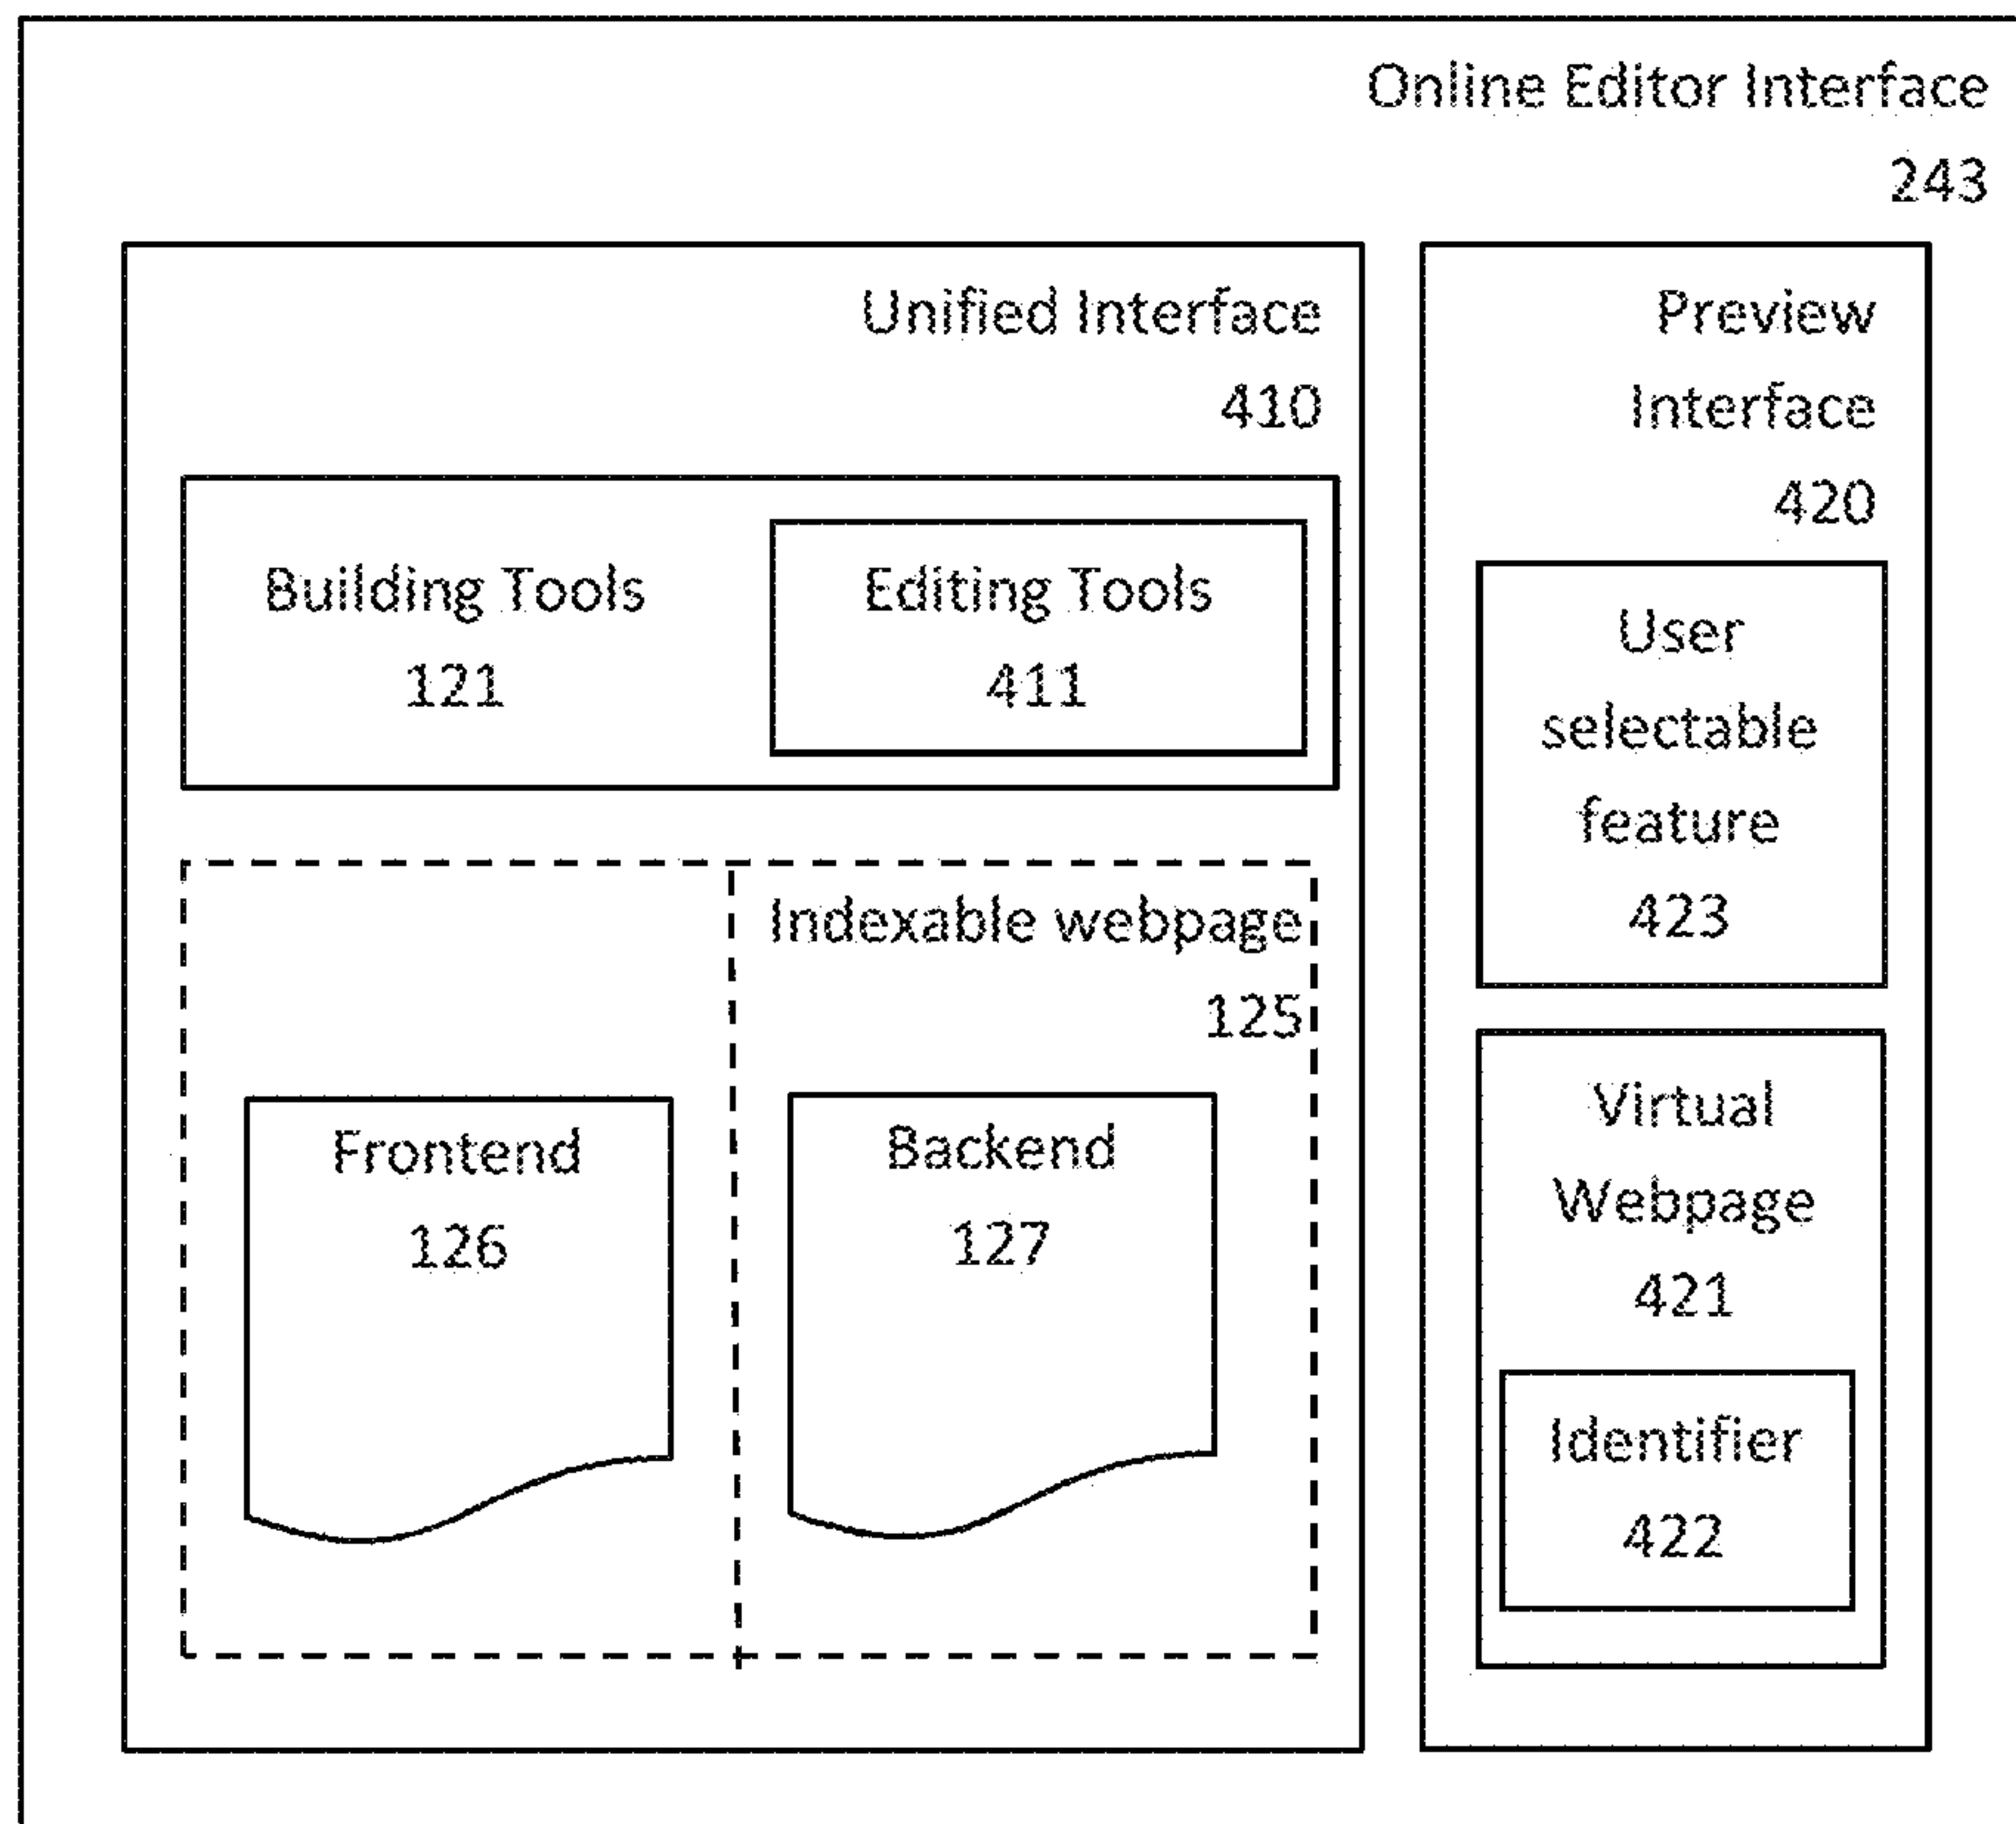 Online Editor Interface
243
Unified Interface
410
Building Tools
121
Editing Tools
411
Indexable webpage
125
Frontend
126
Backend
127
Preview
Interface
420
User
selectable
feature
423
Virtual
Webpage
421
Identifier
422